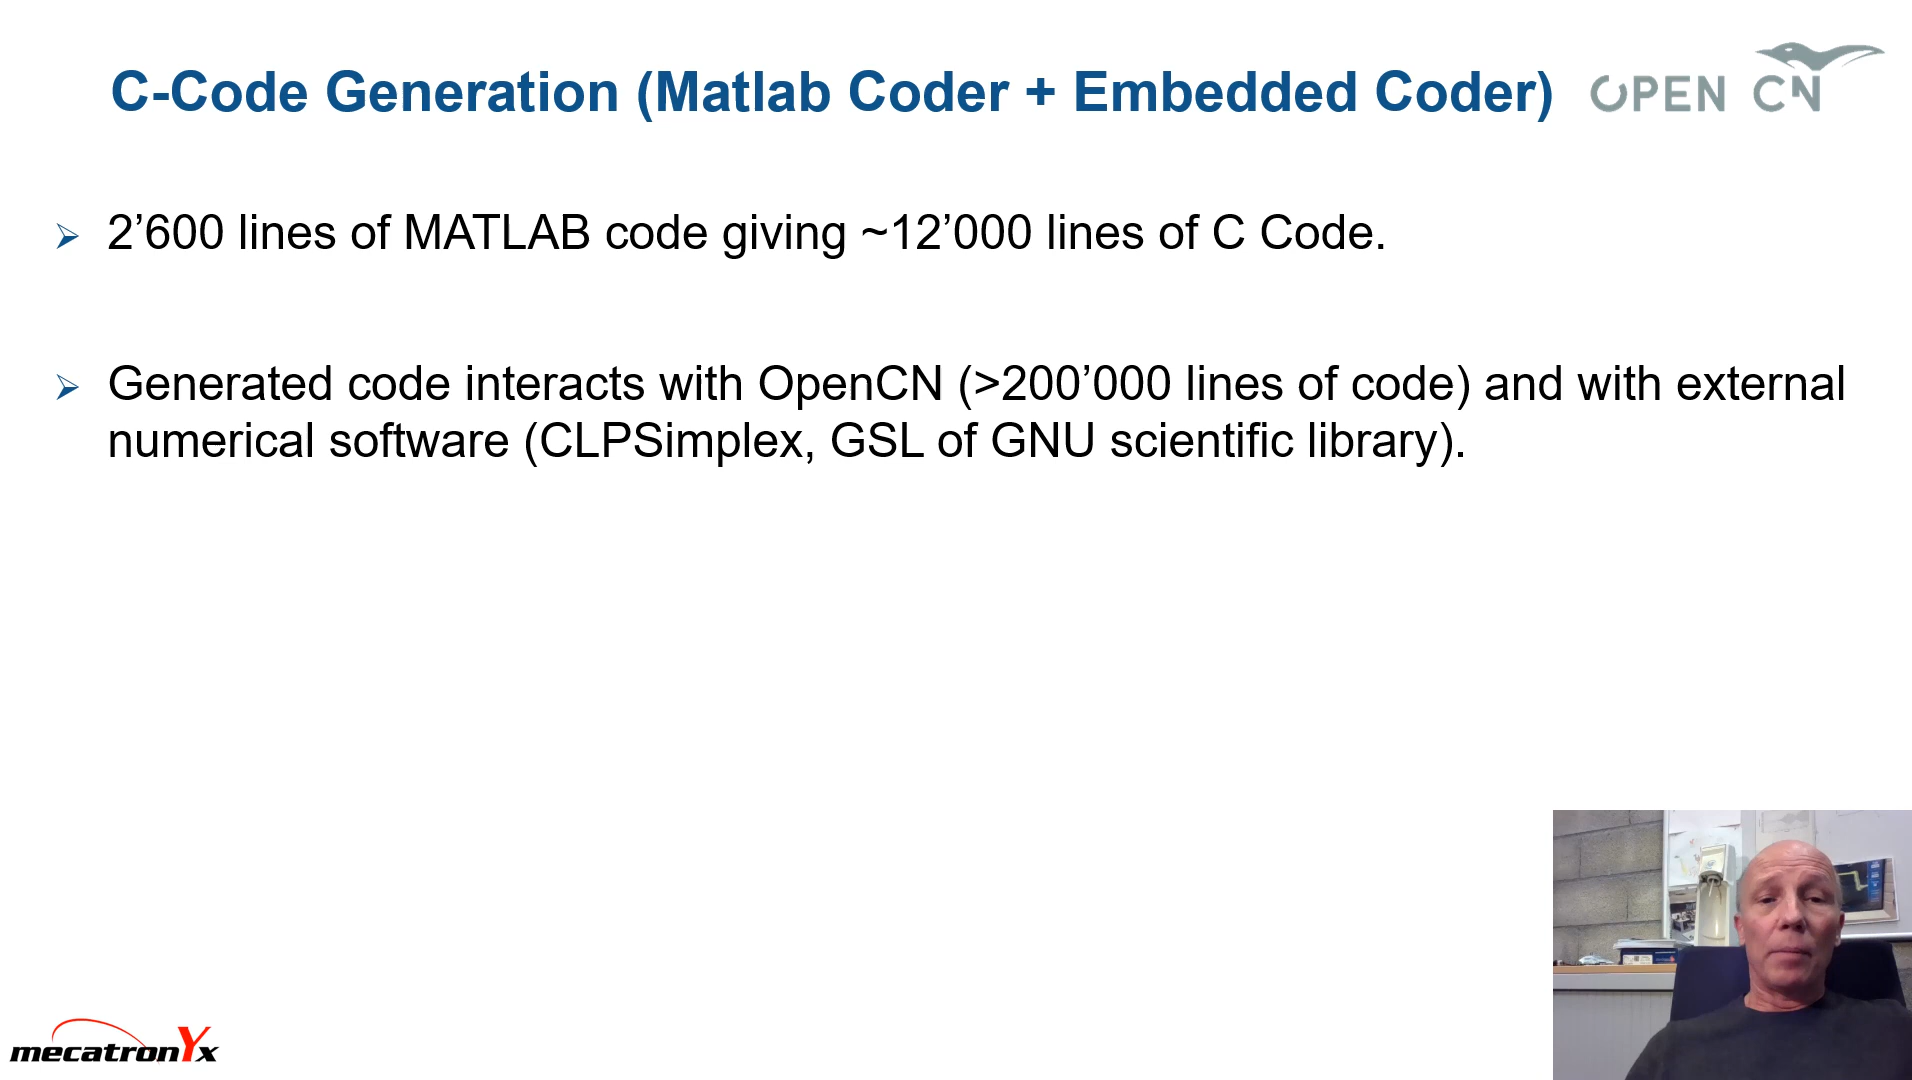 C-Code Generation (Matlab Coder + Embedded Coder)
OPEN CN
2’600 lines of MATLAB code giving ~12’000 lines of C Code.
Generated code interacts with OpenCN (>200’000 lines of code) and with external
numerical software (CLPSimplex, GSL of GNU scientific library).
mecatronYx